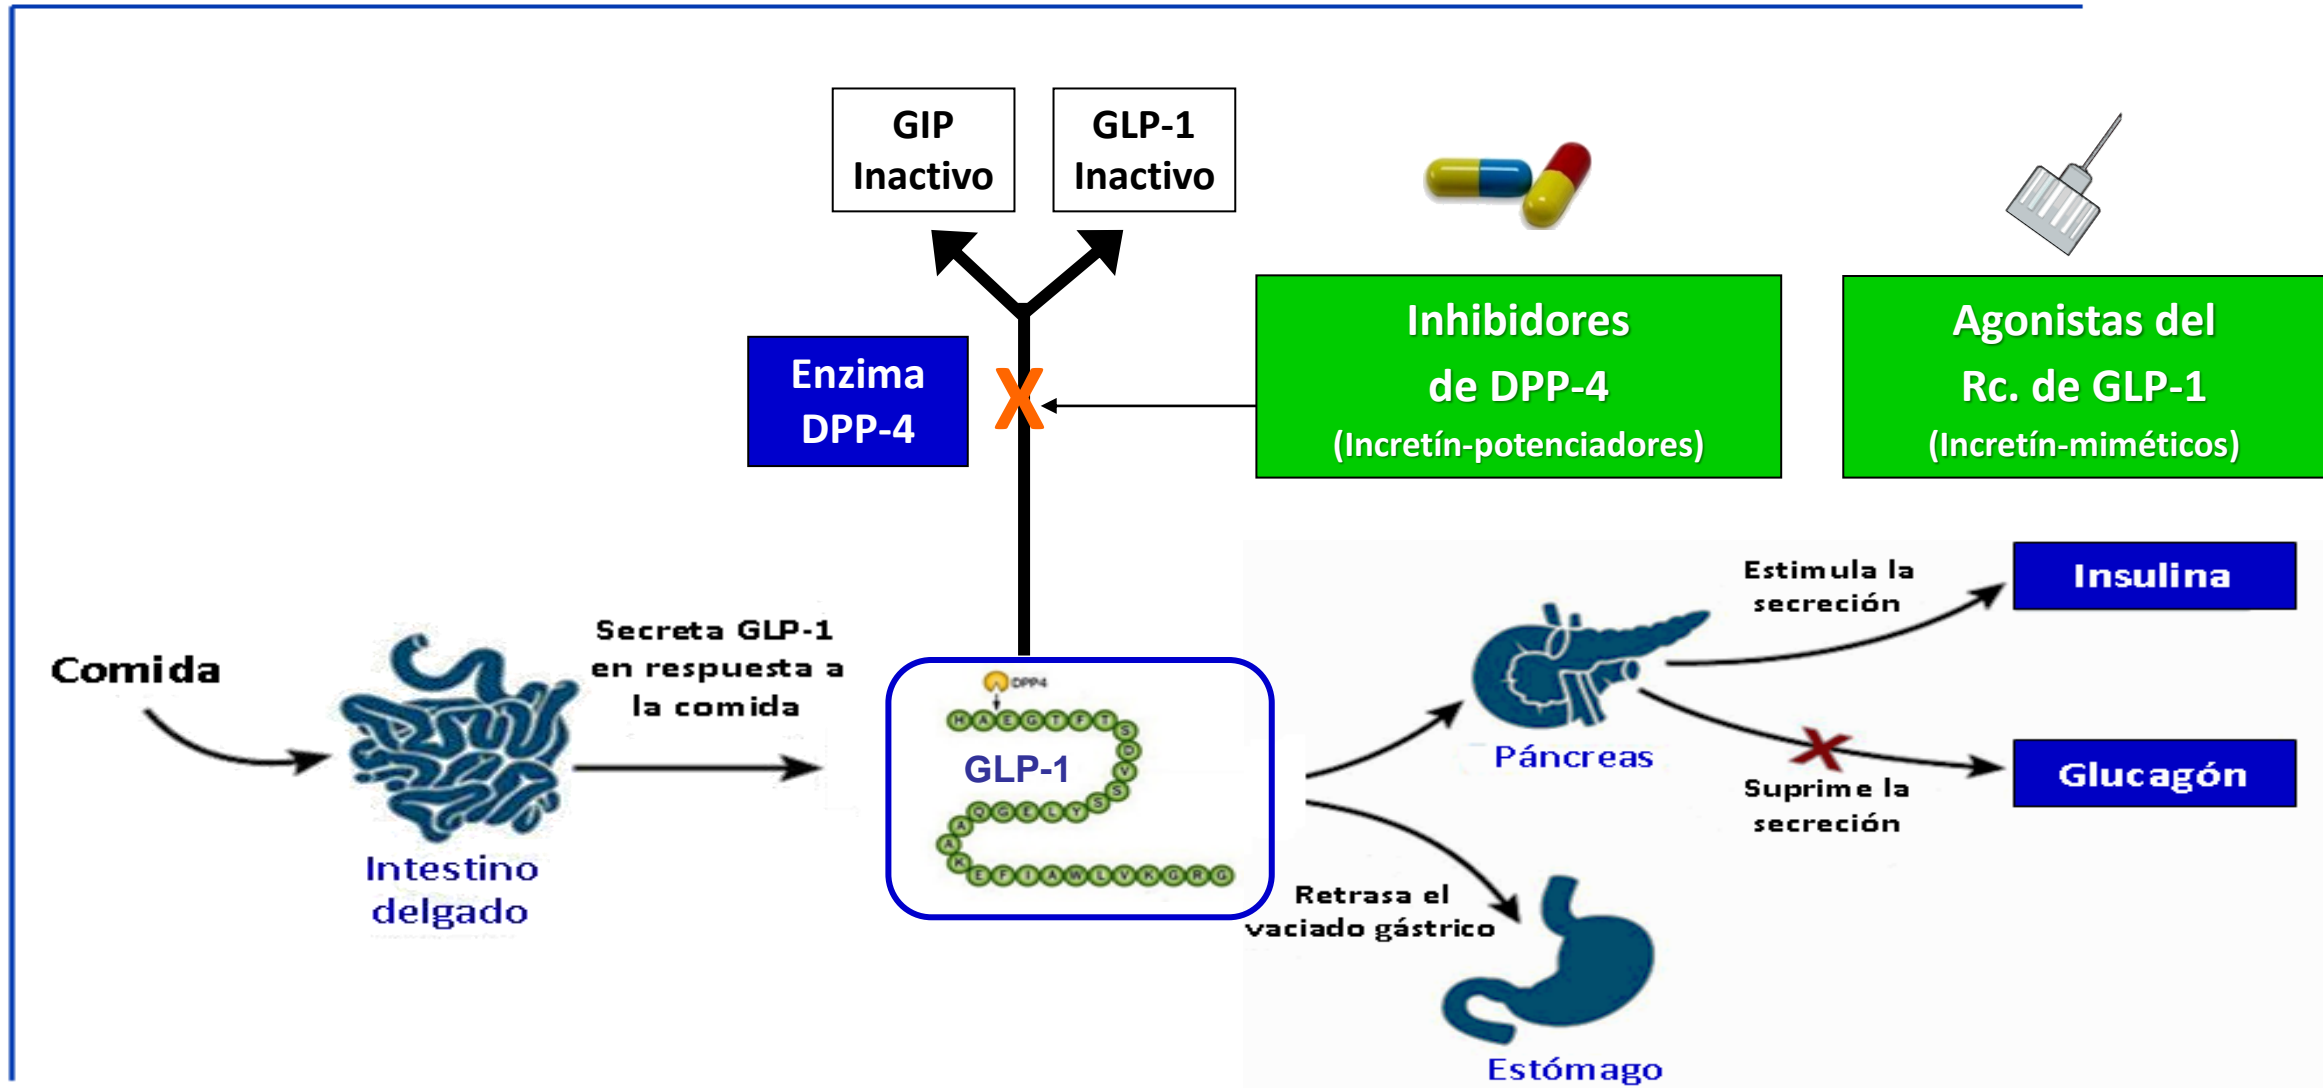 GIP
Inactivo
GLP-1
Inactivo
Enzima
DPP-4
X
Inhibidores
de DPP-4
(Incretín-potenciadores)
Agonistas del
Rc. de GLP-1
(Incretín-miméticos)
Comida
Intestino
delgado
Secreta GLP-1
en respuesta a
la comida
DPP4
H A E G T F T
S
D
V
S
S
Y
L
E
G
Q
A
A
K
E F I A W L V K G R G
GLP-1
Páncreas
Estimula la
secreción
Insulina
X
Suprime la
secreción
Glucagón
Retrasa el
vaciado gástrico
Estómago